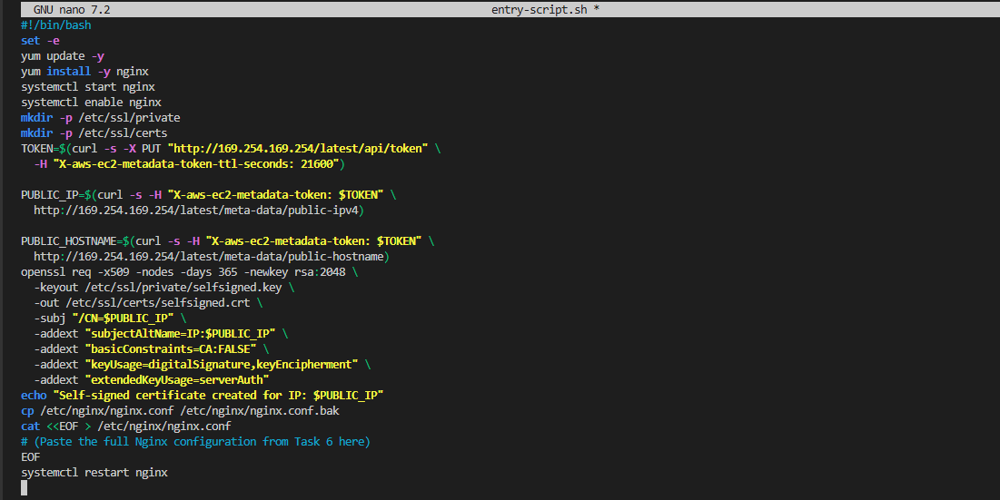 GNU nano 7.2 entry-script.sh *
#!/bin/bash
set -e
yum update -y
yum install -y nginx
systemctl start nginx
systemctl enable nginx
mkdir -p /etc/ssl/private
mkdir -p /etc/ssl/certs
TOKEN=$(curl -s -X PUT "http://169.254.169.254/latest/api/token" \
  -H "X-aws-ec2-metadata-token-ttl-seconds: 21600")

PUBLIC_IP=$(curl -s -H "X-aws-ec2-metadata-token: $TOKEN" \
  http://169.254.169.254/latest/meta-data/public-ipv4)

PUBLIC_HOSTNAME=$(curl -s -H "X-aws-ec2-metadata-token: $TOKEN" \
  http://169.254.169.254/latest/meta-data/public-hostname)
openssl req -x509 -nodes -days 365 -newkey rsa:2048 \
  -keyout /etc/ssl/private/selfsigned.key \
  -out /etc/ssl/certs/selfsigned.crt \
  -subj "/CN=$PUBLIC_IP" \
  -addext "subjectAltName=IP:$PUBLIC_IP" \
  -addext "basicConstraints=CA:FALSE" \
  -addext "keyUsage=digitalSignature,keyEncipherment" \
  -addext "extendedKeyUsage=serverAuth"
echo "Self-signed certificate created for IP: $PUBLIC_IP"
cp /etc/nginx/nginx.conf /etc/nginx/nginx.conf.bak
cat <<EOF > /etc/nginx/nginx.conf
# (Paste the full Nginx configuration from Task 6 here)
EOF
systemctl restart nginx